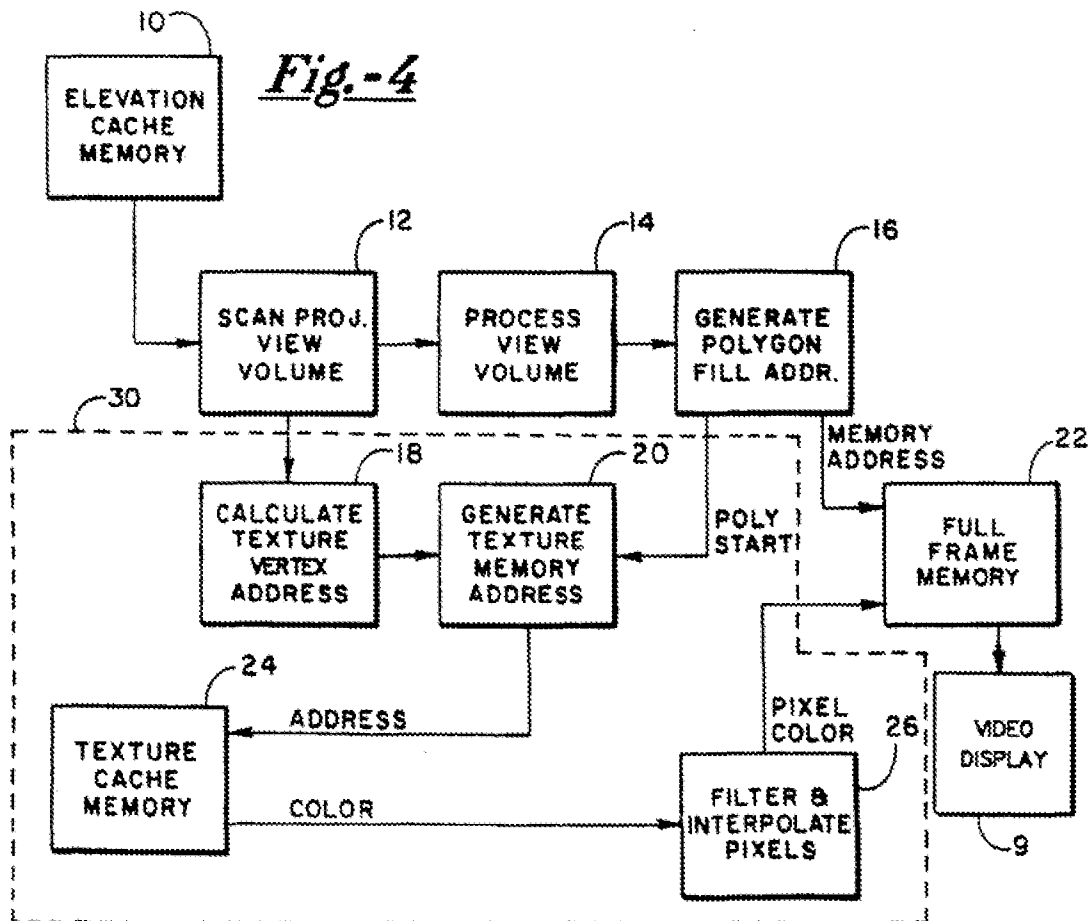 10
Fig.-4
ELEVATION
CACHE
MEMORY
12
14
16
SCAN PROJ.
VIEW
VOLUME
PROCESS
VIEW
VOLUME
GENERATE
POLYGON
FILL ADDR.
30
18
20
MEMORY
ADDRESS
22
CALCULATE
TEXTURE
VERTEX
ADDRESS
GENERATE
TEXTURE
MEMORY
ADDRESS
POLY
START
FULL
FRAME
MEMORY
24
ADDRESS
PIXEL
COLOR
26
TEXTURE
CACHE
MEMORY
COLOR
FILTER &
INTERPOLATE
PIXELS
VIDEO
DISPLAY
9